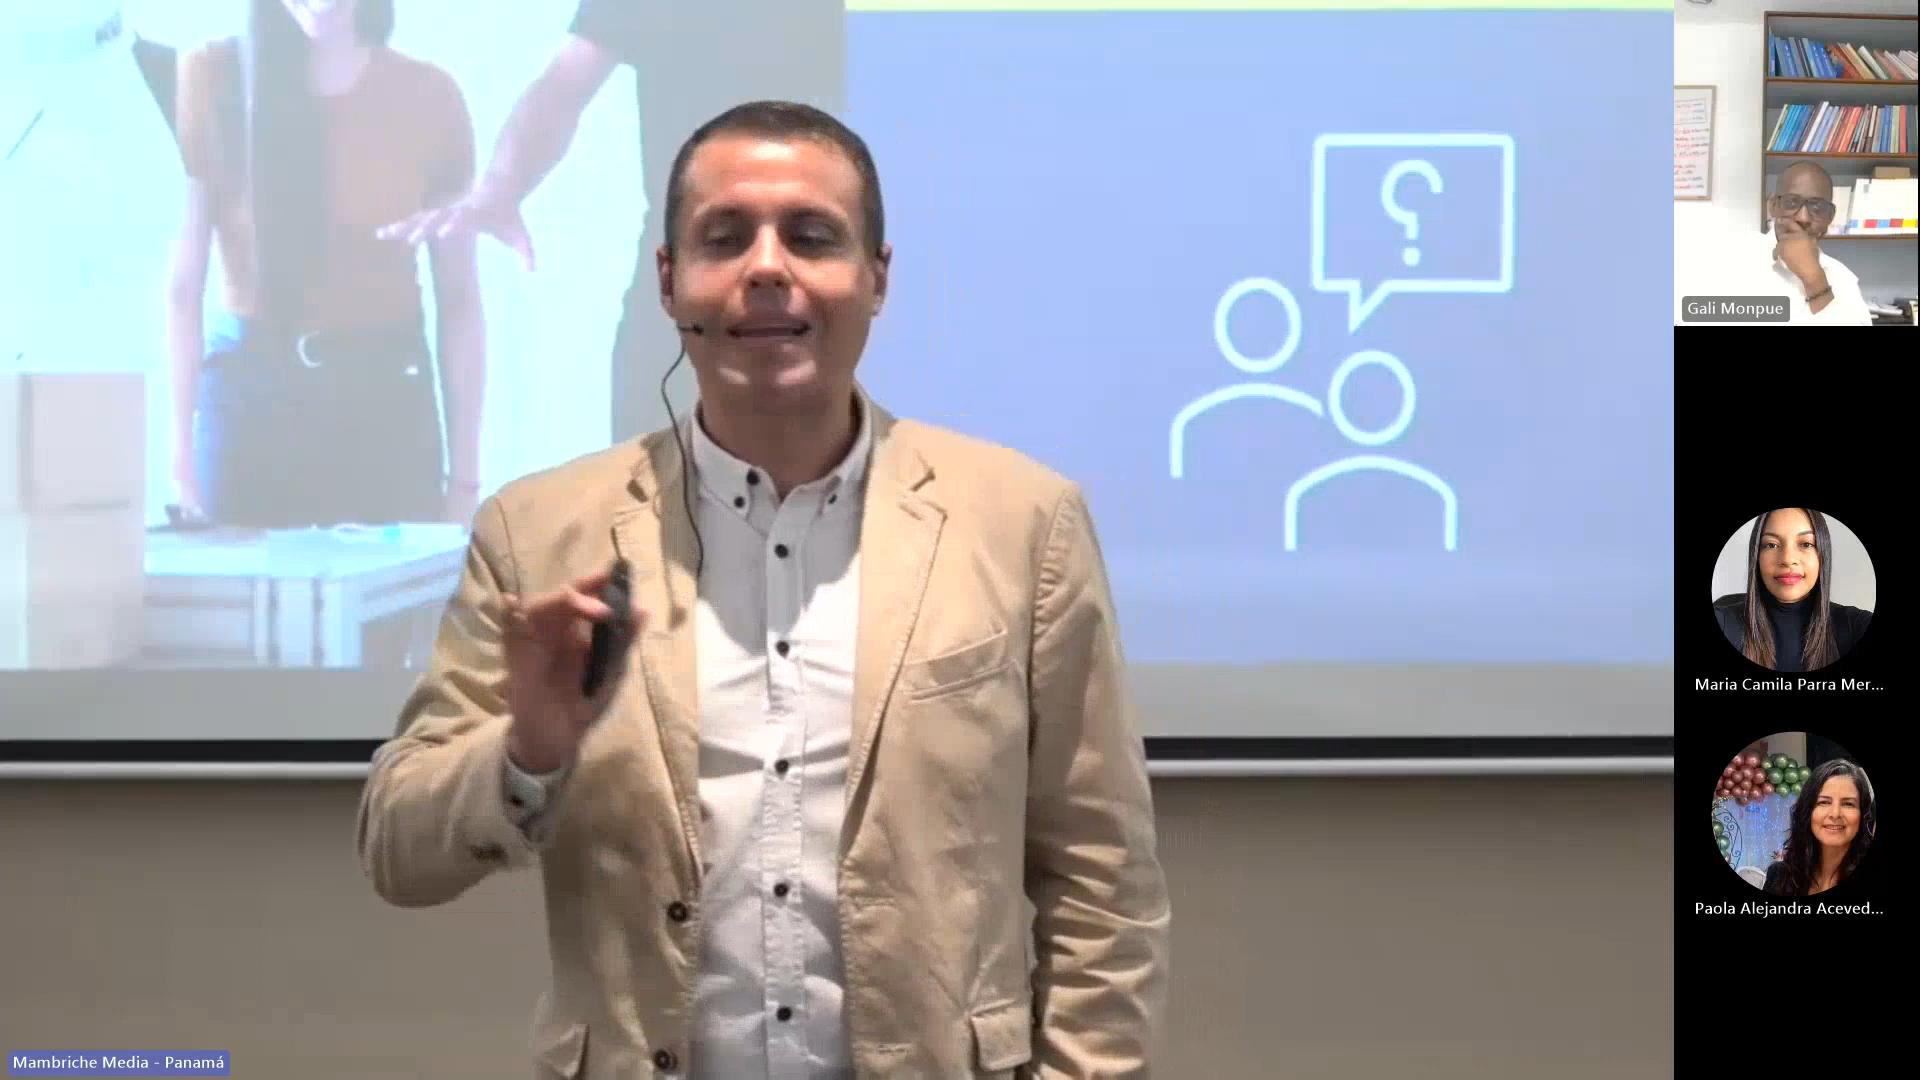 ?
Gali Monpue
Maria Camila Parra Mer...
Paola Alejandra Aceved...
Mambriche Media - Panamá